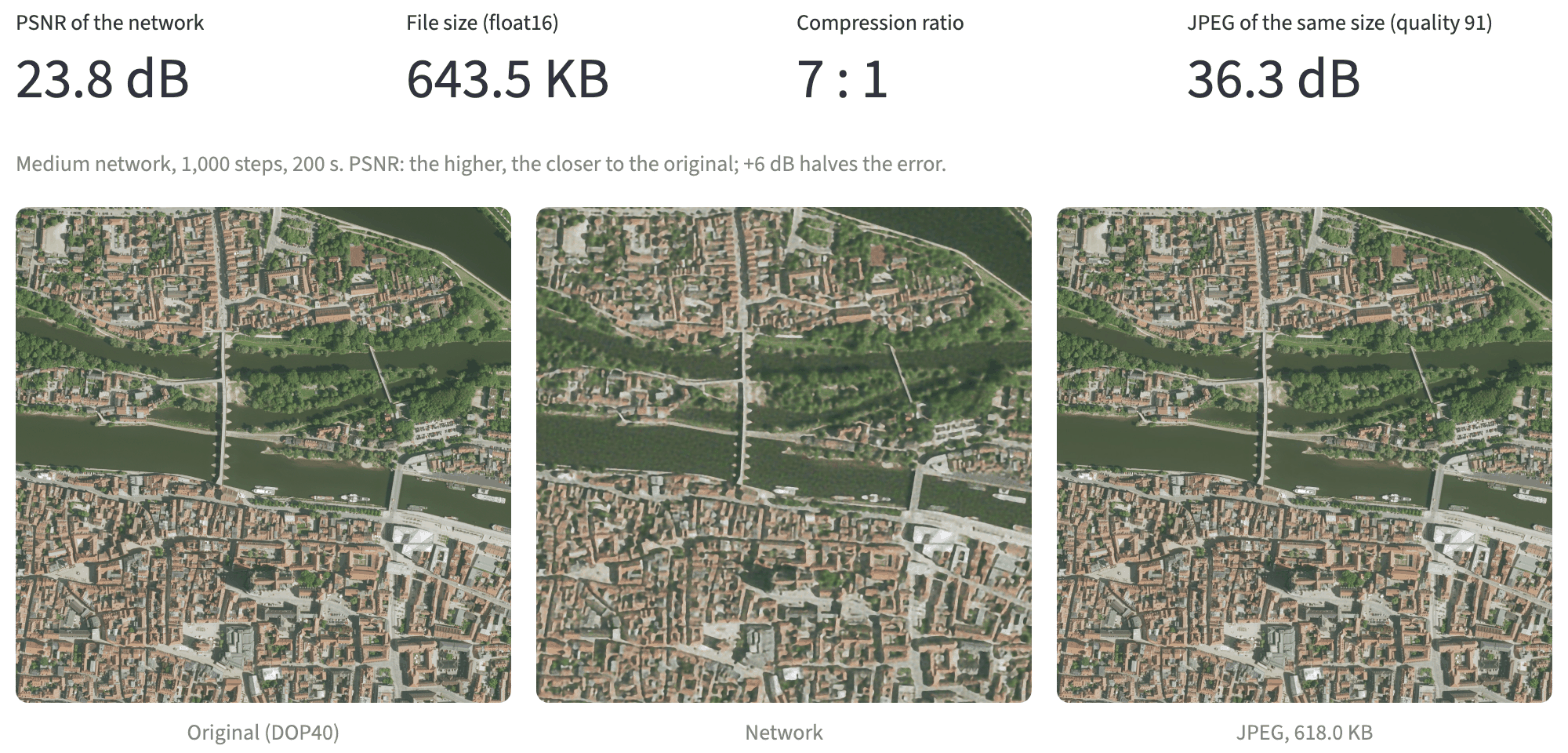 PSNR of the network
23.8 dB
File size (float16)
643.5 KB
Compression ratio
7 : 1
JPEG of the same size (quality 91)
36.3 dB
Medium network, 1,000 steps, 200 s. PSNR: the higher, the closer to the original; +6 dB halves the error.
Original (DOP40)
Network
JPEG, 618.0 KB